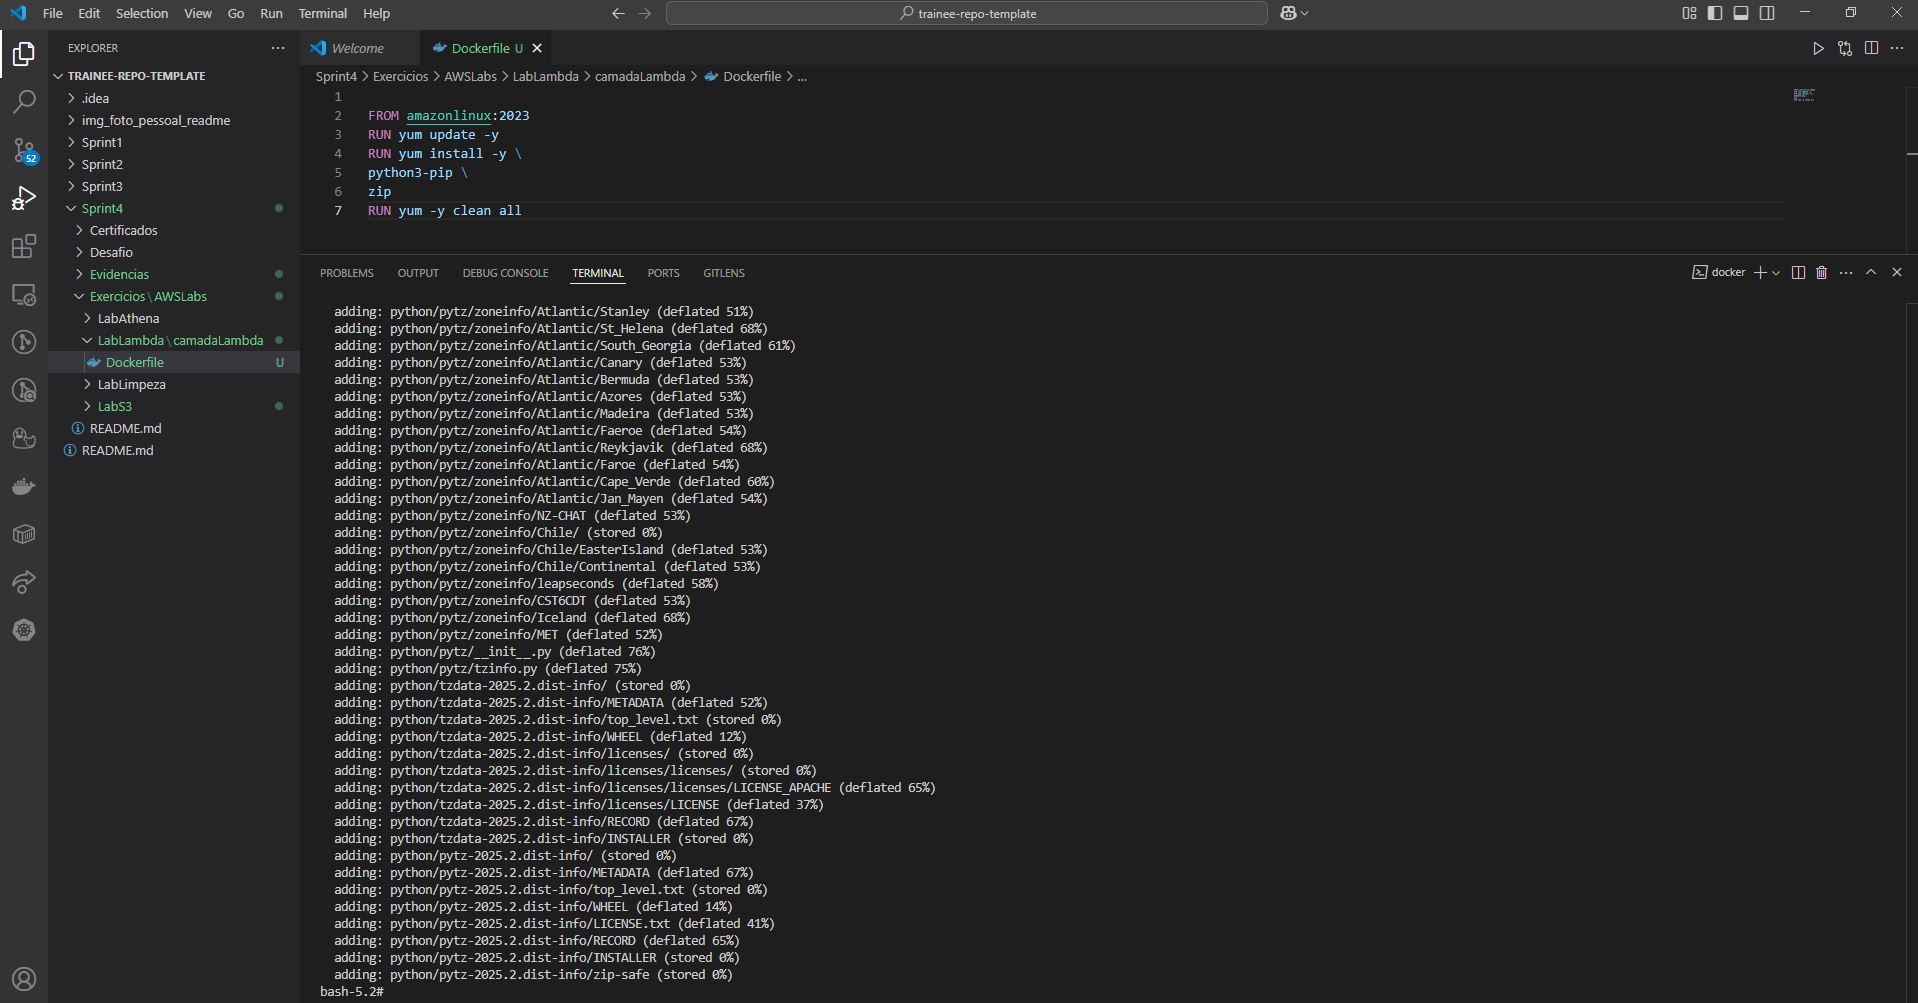 File Edit Selection View Go Run Terminal Help
trainee-repo-template
EXPLORER
TRAINEE-REPO-TEMPLATE
.idea
img_foto_pessoal_readme
Sprint1
Sprint2
Sprint3
Sprint4
Certificados
Desafio
Evidencias
Exercicios\AWSLabs
LabAthena
LabLambda\camadaLambda
Dockerfile U
LabLimpeza
LabS3
README.md
README.md
52
Welcome
Dockerfile U
Sprint4 > Exercicios > AWSLabs > LabLambda > camadaLambda > Dockerfile > ...
1
2 FROM amazonlinux:2023
3 RUN yum update -y
4 RUN yum install -y \
5 python3-pip \
6 zip
7 RUN yum -y clean all
PROBLEMS OUTPUT DEBUG CONSOLE TERMINAL PORTS GITLENS
docker
adding: python/pytz/zoneinfo/Atlantic/Stanley (deflated 51%)
adding: python/pytz/zoneinfo/Atlantic/St_Helena (deflated 68%)
adding: python/pytz/zoneinfo/Atlantic/South_Georgia (deflated 61%)
adding: python/pytz/zoneinfo/Atlantic/Canary (deflated 53%)
adding: python/pytz/zoneinfo/Atlantic/Bermuda (deflated 53%)
adding: python/pytz/zoneinfo/Atlantic/Azores (deflated 53%)
adding: python/pytz/zoneinfo/Atlantic/Madeira (deflated 53%)
adding: python/pytz/zoneinfo/Atlantic/Faeroe (deflated 54%)
adding: python/pytz/zoneinfo/Atlantic/Reykjavik (deflated 68%)
adding: python/pytz/zoneinfo/Atlantic/Faroe (deflated 54%)
adding: python/pytz/zoneinfo/Atlantic/Cape_Verde (deflated 60%)
adding: python/pytz/zoneinfo/Atlantic/Jan_Mayen (deflated 54%)
adding: python/pytz/zoneinfo/NZ-CHAT (deflated 53%)
adding: python/pytz/zoneinfo/Chile/ (stored 0%)
adding: python/pytz/zoneinfo/Chile/EasterIsland (deflated 53%)
adding: python/pytz/zoneinfo/Chile/Continental (deflated 53%)
adding: python/pytz/zoneinfo/leapseconds (deflated 58%)
adding: python/pytz/zoneinfo/CST6CDT (deflated 53%)
adding: python/pytz/zoneinfo/Iceland (deflated 68%)
adding: python/pytz/zoneinfo/MET (deflated 52%)
adding: python/pytz/__init__.py (deflated 76%)
adding: python/pytz/tzinfo.py (deflated 75%)
adding: python/tzdata-2025.2.dist-info/ (stored 0%)
adding: python/tzdata-2025.2.dist-info/METADATA (deflated 52%)
adding: python/tzdata-2025.2.dist-info/top_level.txt (stored 0%)
adding: python/tzdata-2025.2.dist-info/WHEEL (deflated 12%)
adding: python/tzdata-2025.2.dist-info/licenses/ (stored 0%)
adding: python/tzdata-2025.2.dist-info/licenses/licenses/ (stored 0%)
adding: python/tzdata-2025.2.dist-info/licenses/licenses/LICENSE_APACHE (deflated 65%)
adding: python/tzdata-2025.2.dist-info/licenses/LICENSE (deflated 37%)
adding: python/tzdata-2025.2.dist-info/RECORD (deflated 67%)
adding: python/tzdata-2025.2.dist-info/INSTALLER (stored 0%)
adding: python/pytz-2025.2.dist-info/ (stored 0%)
adding: python/pytz-2025.2.dist-info/METADATA (deflated 67%)
adding: python/pytz-2025.2.dist-info/top_level.txt (stored 0%)
adding: python/pytz-2025.2.dist-info/WHEEL (deflated 14%)
adding: python/pytz-2025.2.dist-info/LICENSE.txt (deflated 41%)
adding: python/pytz-2025.2.dist-info/RECORD (deflated 65%)
adding: python/pytz-2025.2.dist-info/INSTALLER (stored 0%)
adding: python/pytz-2025.2.dist-info/zip-safe (stored 0%)
bash-5.2#